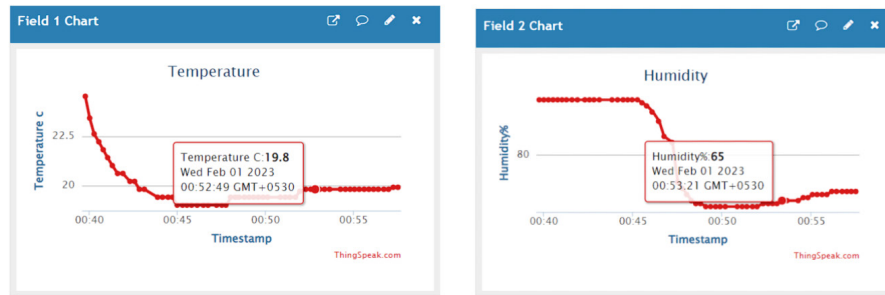 Field 1 Chart
Temperature
Temperature c
22.5
20
Temperature C:19.8
Wed Feb 01 2023
00:52:49 GMT+0530
00:40
00:45
00:50
00:55
Timestamp
ThingSpeak.com
Field 2 Chart
Humidity
Humidity%
80
Humidity%:65
Wed Feb 01 2023
00:53:21 GMT+0530
00:40
00:45
00:50
00:55
Timestamp
ThingSpeak.com